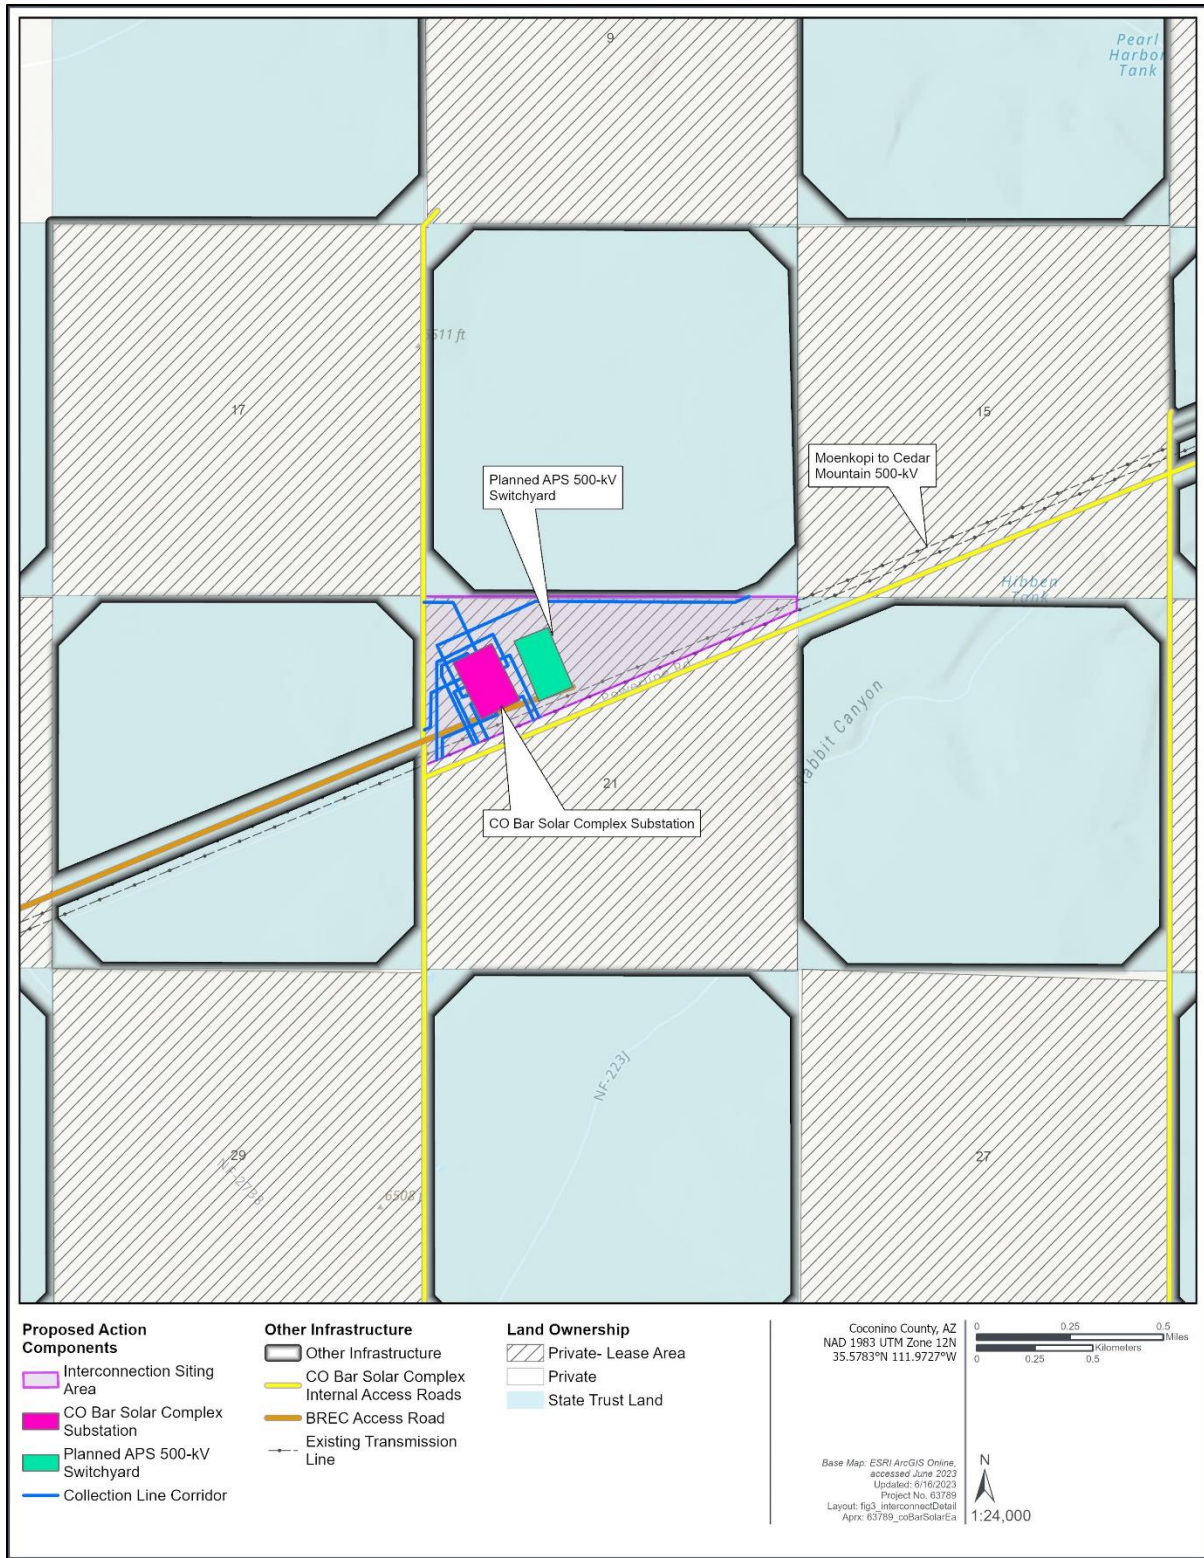 9
Pearl
Harbor
Tank
6511 ft
17
15
Moenkopi to Cedar
Mountain 500-kV
Planned APS 500-kV
Switchyard
Hibben
Tank
Powerline Rd
Rabbit Canyon
21
CO Bar Solar Complex Substation
NF-223J
29
NF-2738
27
6508 f
Proposed Action
Components
Interconnection Siting
Area
CO Bar Solar Complex
Substation
Planned APS 500-kV
Switchyard
Collection Line Corridor
Other Infrastructure
Other Infrastructure
CO Bar Solar Complex
Internal Access Roads
BREC Access Road
Existing Transmission
Line
Land Ownership
Private- Lease Area
Private
State Trust Land
Coconino County, AZ
NAD 1983 UTM Zone 12N
35.5783°N 111.9727°W
0 0.25 0.5
Miles
Kilometers
0 0.25 0.5
Base Map: ESRI ArcGIS Online,
accessed June 2023
Updated: 6/16/2023
Project No. 63789
Layout: fig3_interconnectDetail
Aprx: 63789_coBarSolarEa
N
1:24,000